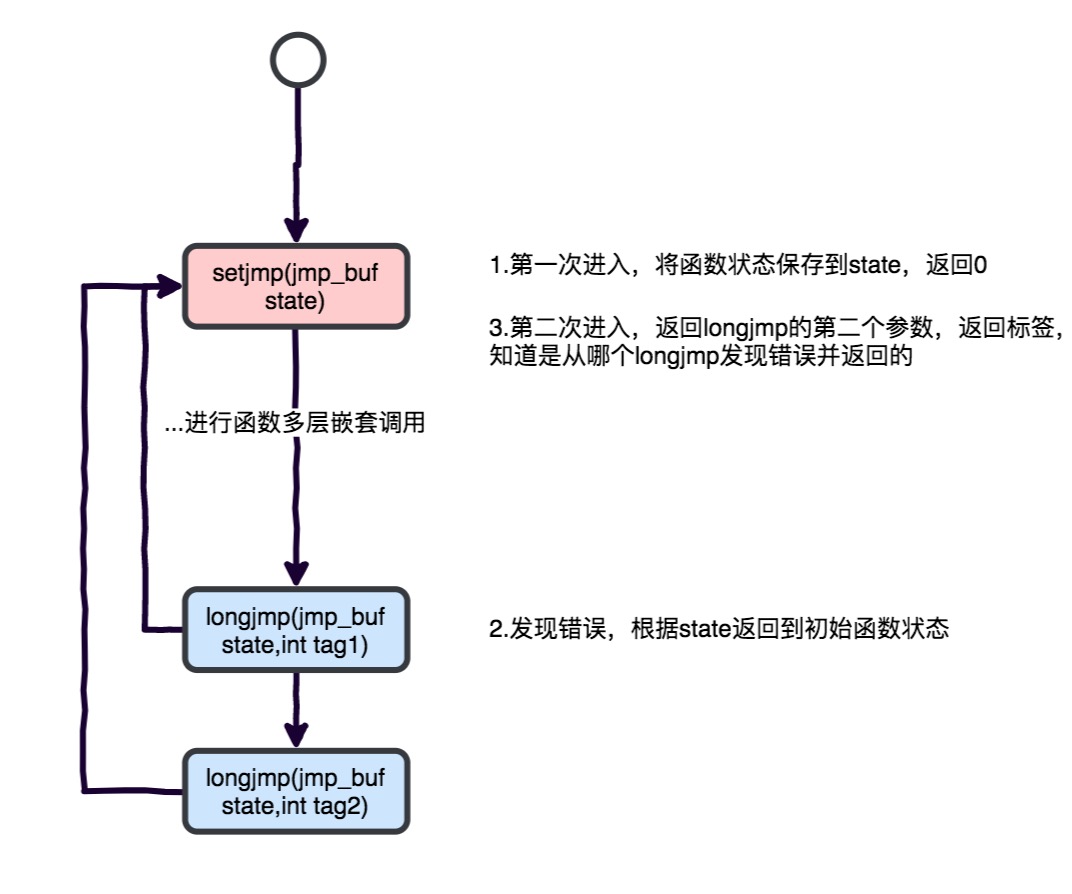 setjmp(jmp_buf
state)
1.第一次进入，将函数状态保存到state，返回0
3.第二次进入，返回longjmp的第二个参数，返回标签，
知道是从哪个longjmp发现错误并返回的
...进行函数多层嵌套调用
longjmp(jmp_buf
state,int tag1)
2.发现错误，根据state返回到初始函数状态
longjmp(jmp_buf
state,int tag2)